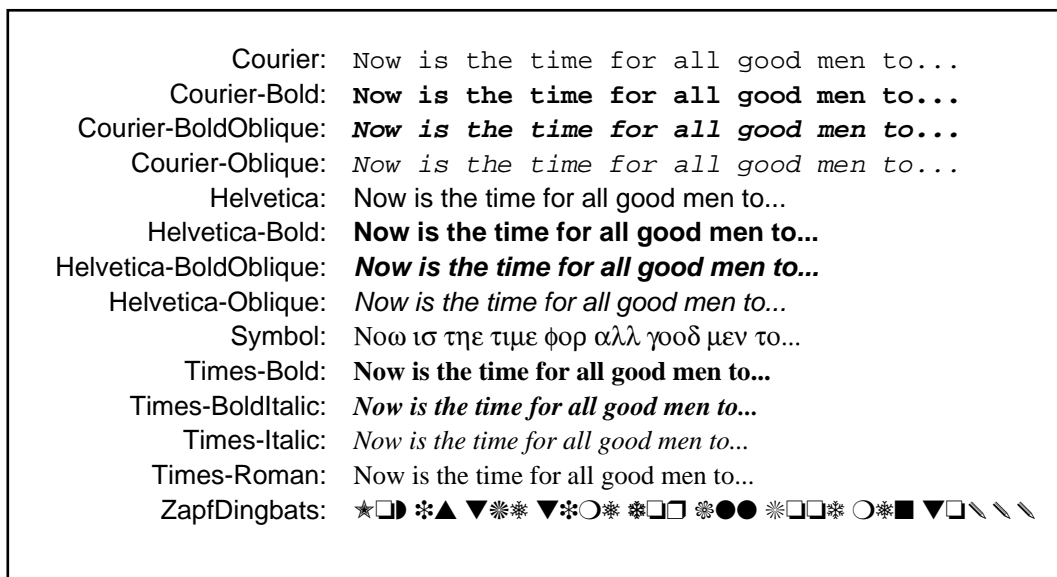 Courier: Now is the time for all good men to...
Courier-Bold: Now is the time for all good men to...
Courier-BoldOblique: Now is the time for all good men to...
Courier-Oblique: Now is the time for all good men to...
Helvetica: Now is the time for all good men to...
Helvetica-Bold: Now is the time for all good men to...
Helvetica-BoldOblique: Now is the time for all good men to...
Helvetica-Oblique: Now is the time for all good men to...
Symbol: Νοω ισ τηε τιμε φορ αλλ γοοδ μεν το...
Times-Bold: Now is the time for all good men to...
Times-BoldItalic: Now is the time for all good men to...
Times-Italic: Now is the time for all good men to...
Times-Roman: Now is the time for all good men to...
ZapfDingbats: ✮❏◗ ❉▲ ▼❈❅ ▼❉❍❅ ❆❏❒ ❁●● ❇❏❏❄ ❍❅■ ▼❏✎✎✎